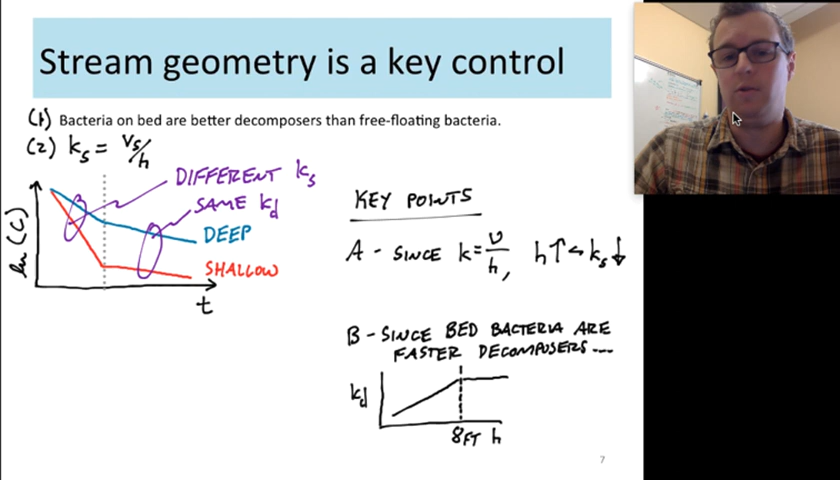 Stream geometry is a key control
(1) Bacteria on bed are better decomposers than free-floating bacteria.
(2) ks = vs/h
DIFFERENT ks
SAME kd
DEEP
SHALLOW
ln (C)
t
KEY POINTS
A - SINCE k = v/h, h↑ ↔ ks↓
B - SINCE BED BACTERIA ARE
FASTER DECOMPOSERS ....
kd
8FT h
7